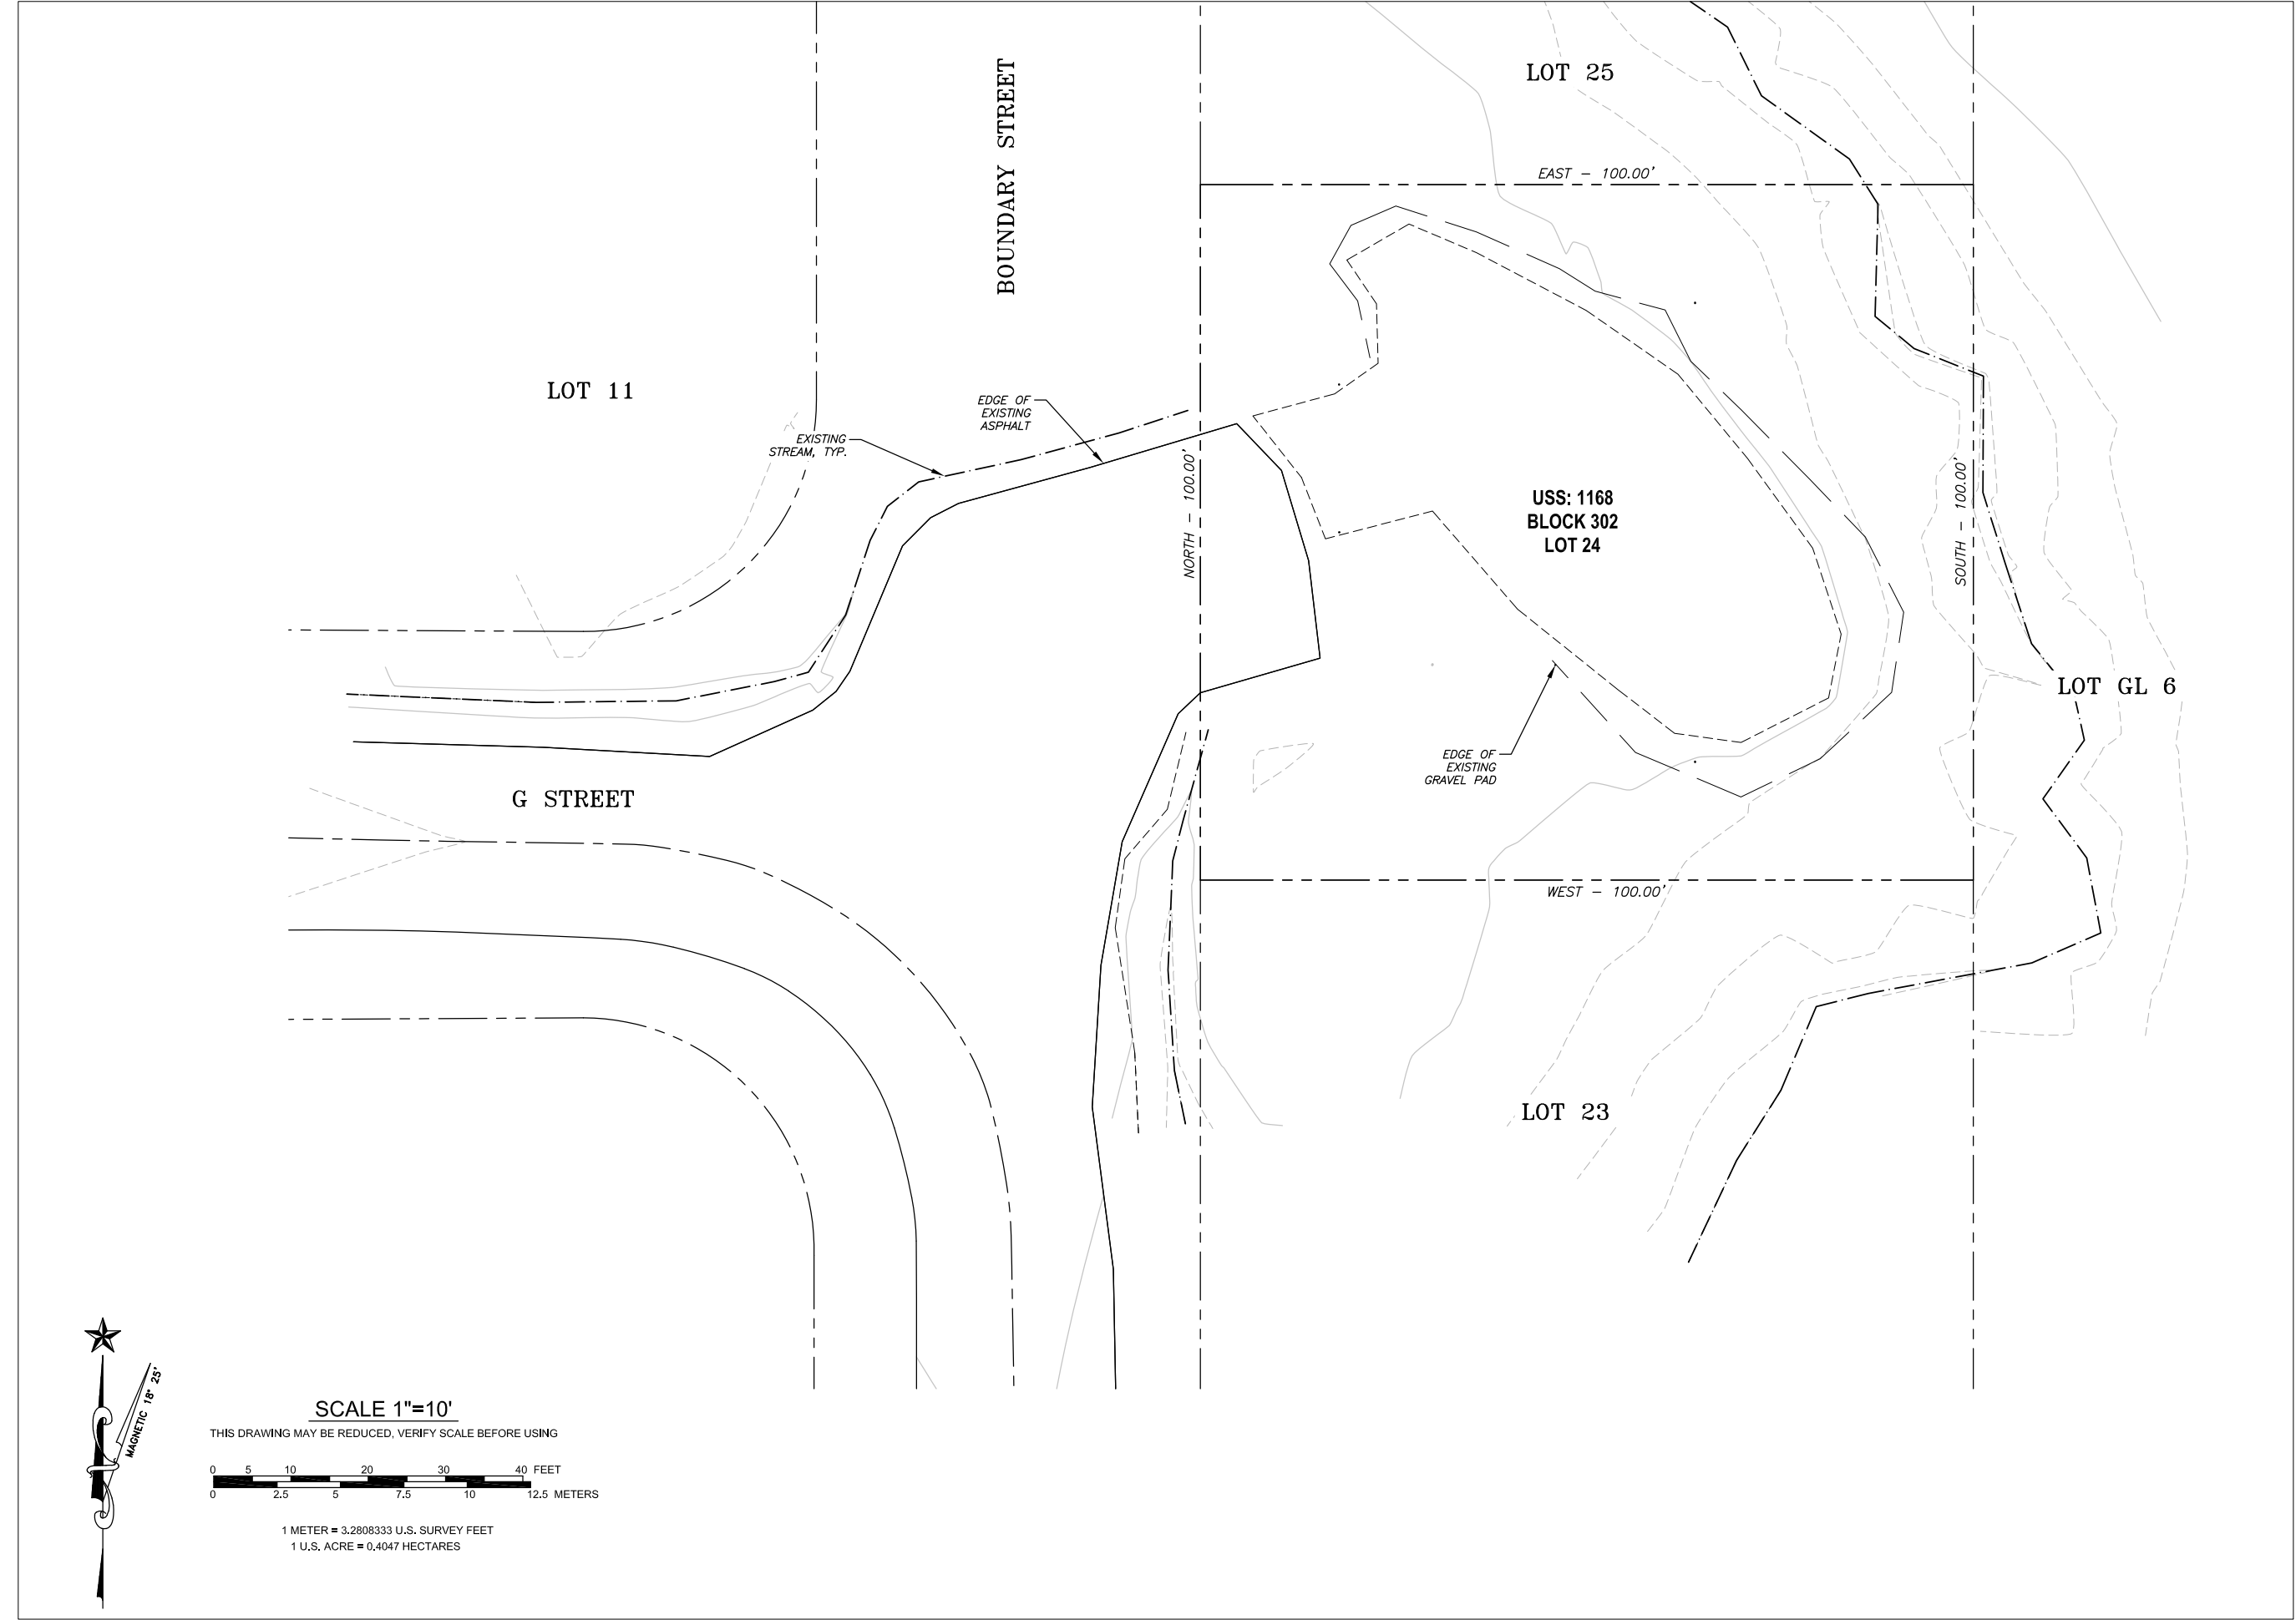 LOT 25
BOUNDARY STREET
EAST - 100.00'
LOT 11
EDGE OF
EXISTING
ASPHALT
EXISTING
STREAM, TYP.
NORTH - 100.00'
USS: 1168
BLOCK 302
LOT 24
SOUTH - 100.00'
LOT GL 6
EDGE OF
EXISTING
GRAVEL PAD
G STREET
WEST - 100.00'
LOT 23
MAGNETIC 18° 25'
SCALE 1"=10'
THIS DRAWING MAY BE REDUCED, VERIFY SCALE BEFORE USING
0 5 10 20 30 40 FEET
0 2.5 5 7.5 10 12.5 METERS
1 METER = 3.2808333 U.S. SURVEY FEET
1 U.S. ACRE = 0.4047 HECTARES